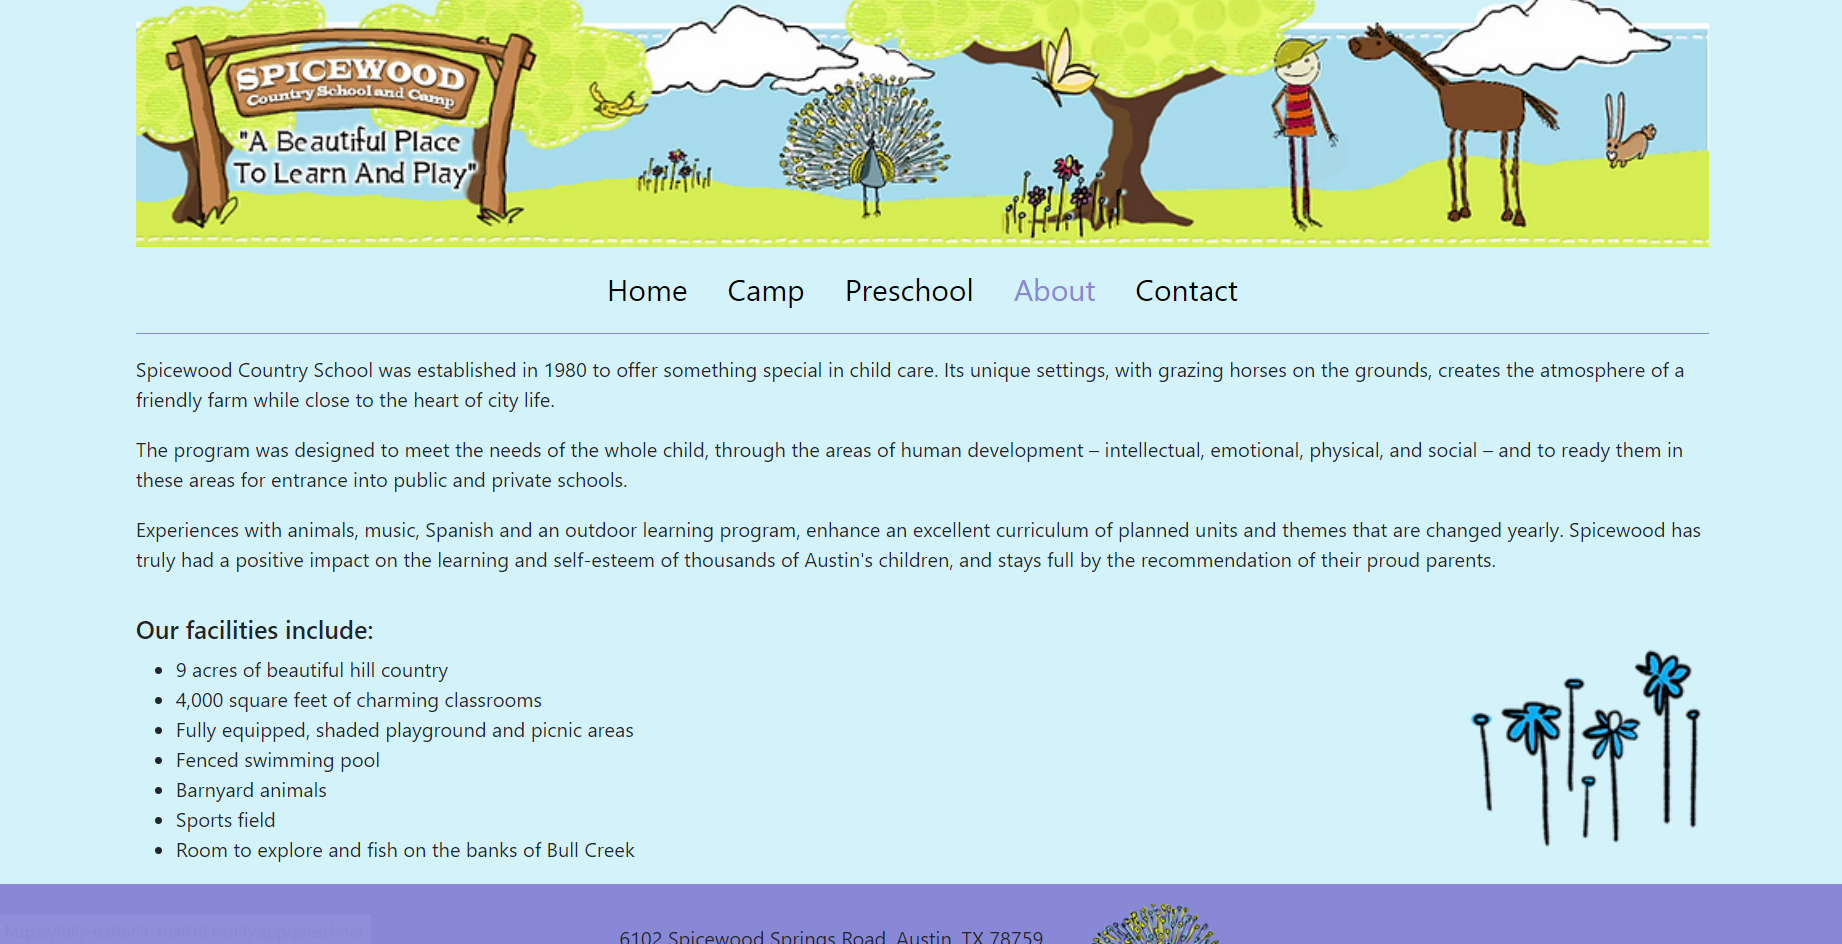 SPICEWOOD
Country School and Camp
"A Beautiful Place
To Learn And Play"
Home Camp Preschool About Contact
Spicewood Country School was established in 1980 to offer something special in child care. Its unique settings, with grazing horses on the grounds, creates the atmosphere of a
friendly farm while close to the heart of city life.
The program was designed to meet the needs of the whole child, through the areas of human development – intellectual, emotional, physical, and social – and to ready them in
these areas for entrance into public and private schools.
Experiences with animals, music, Spanish and an outdoor learning program, enhance an excellent curriculum of planned units and themes that are changed yearly. Spicewood has
truly had a positive impact on the learning and self-esteem of thousands of Austin's children, and stays full by the recommendation of their proud parents.
Our facilities include:
• 9 acres of beautiful hill country
• 4,000 square feet of charming classrooms
• Fully equipped, shaded playground and picnic areas
• Fenced swimming pool
• Barnyard animals
• Sports field
• Room to explore and fish on the banks of Bull Creek
6102 Spicewood Springs Road, Austin, TX 78759